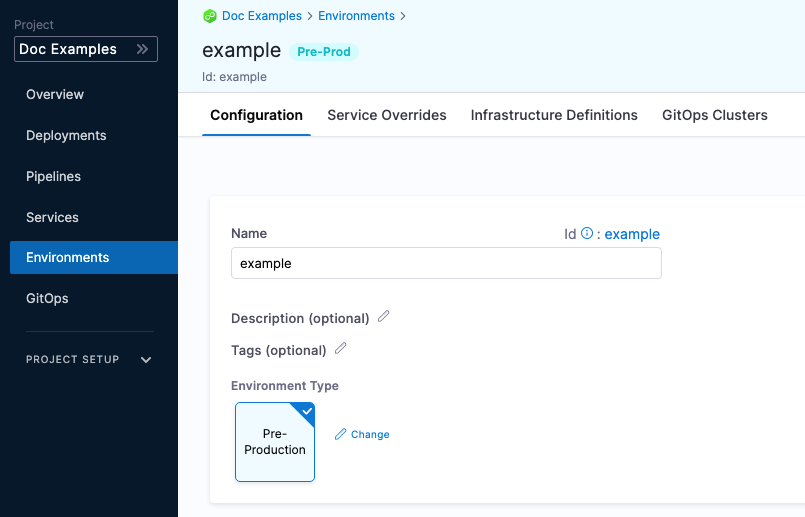 Project
Doc Examples
Overview
Deployments
Pipelines
Services
Environments
GitOps
PROJECT SETUP
Doc Examples > Environments >
example Pre-Prod
Id: example
Configuration Service Overrides Infrastructure Definitions GitOps Clusters
Name Id : example
example
Description (optional)
Tags (optional)
Environment Type
Pre-
Production
Change